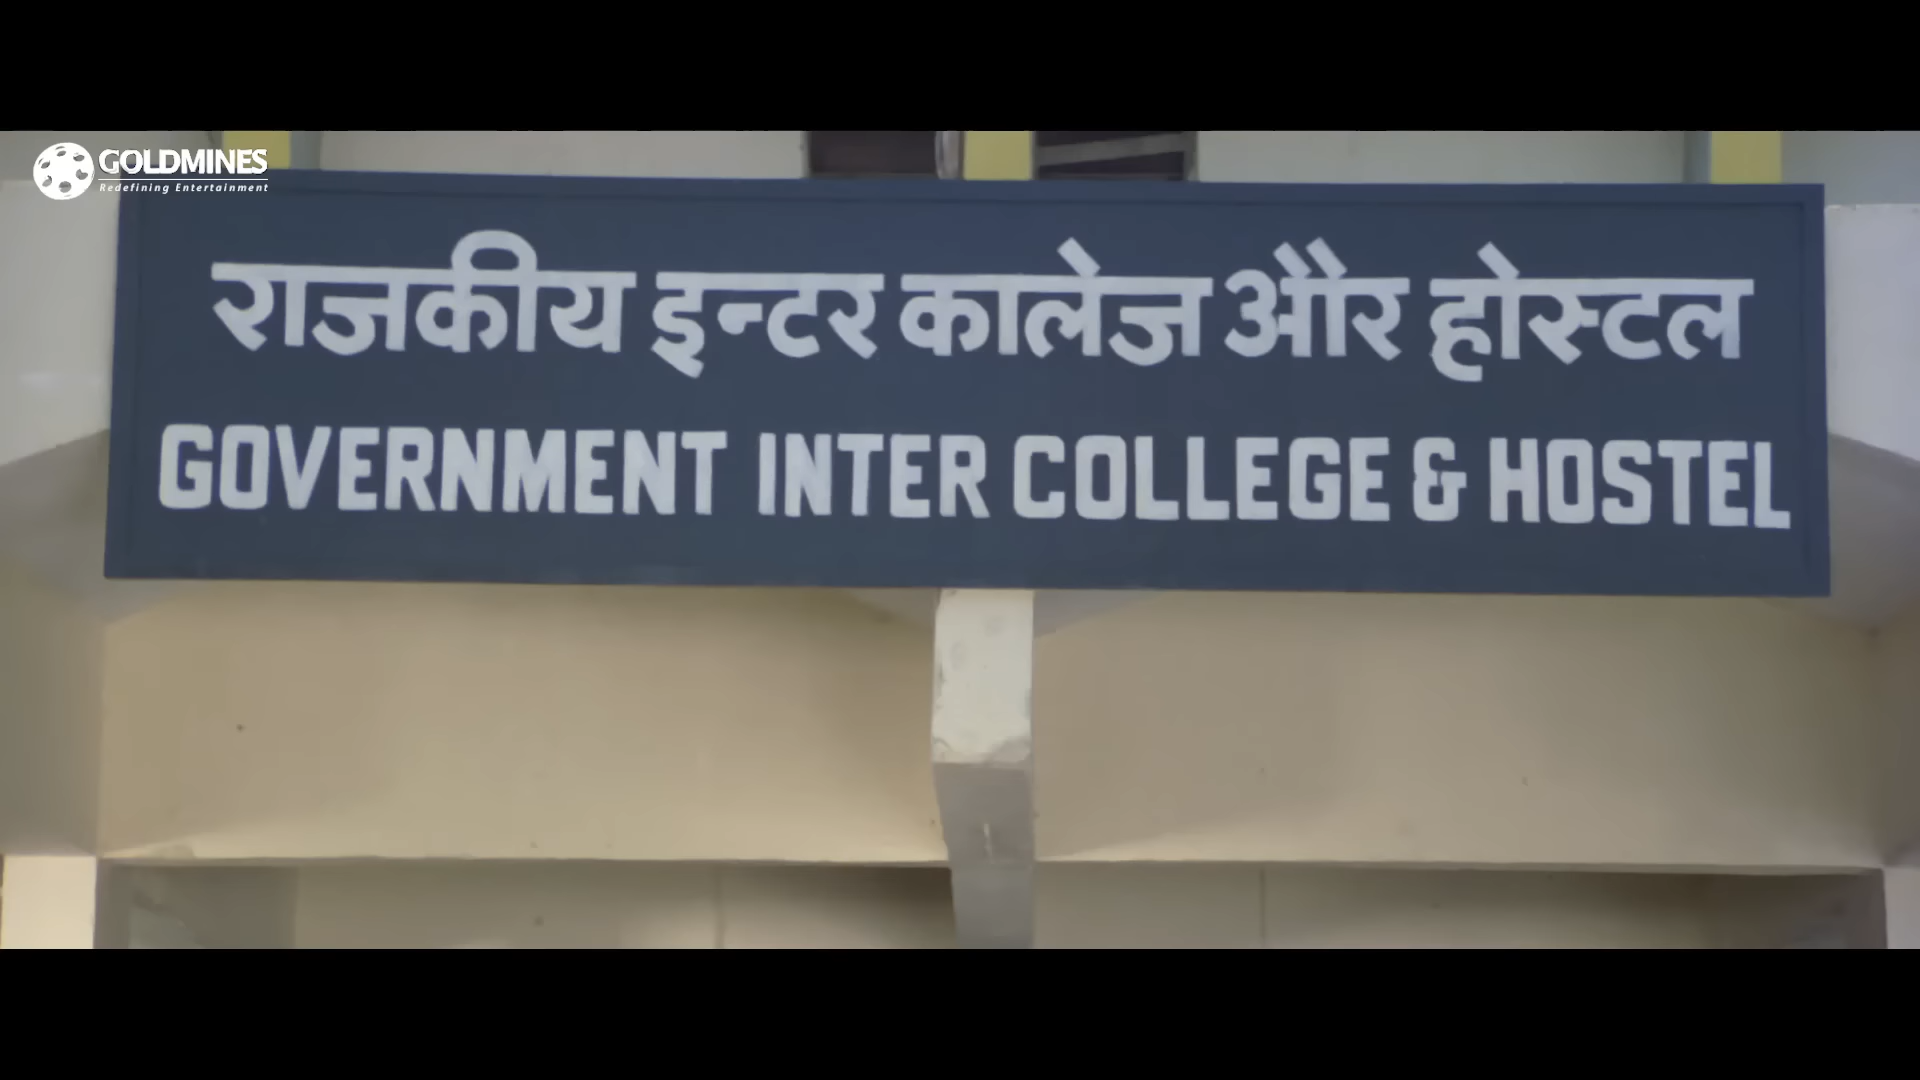 GOLDMINES
Redefining Entertainment
राजकीय इन्टर कालेज और होस्टल
GOVERNMENT INTER COLLEGE & HOSTEL